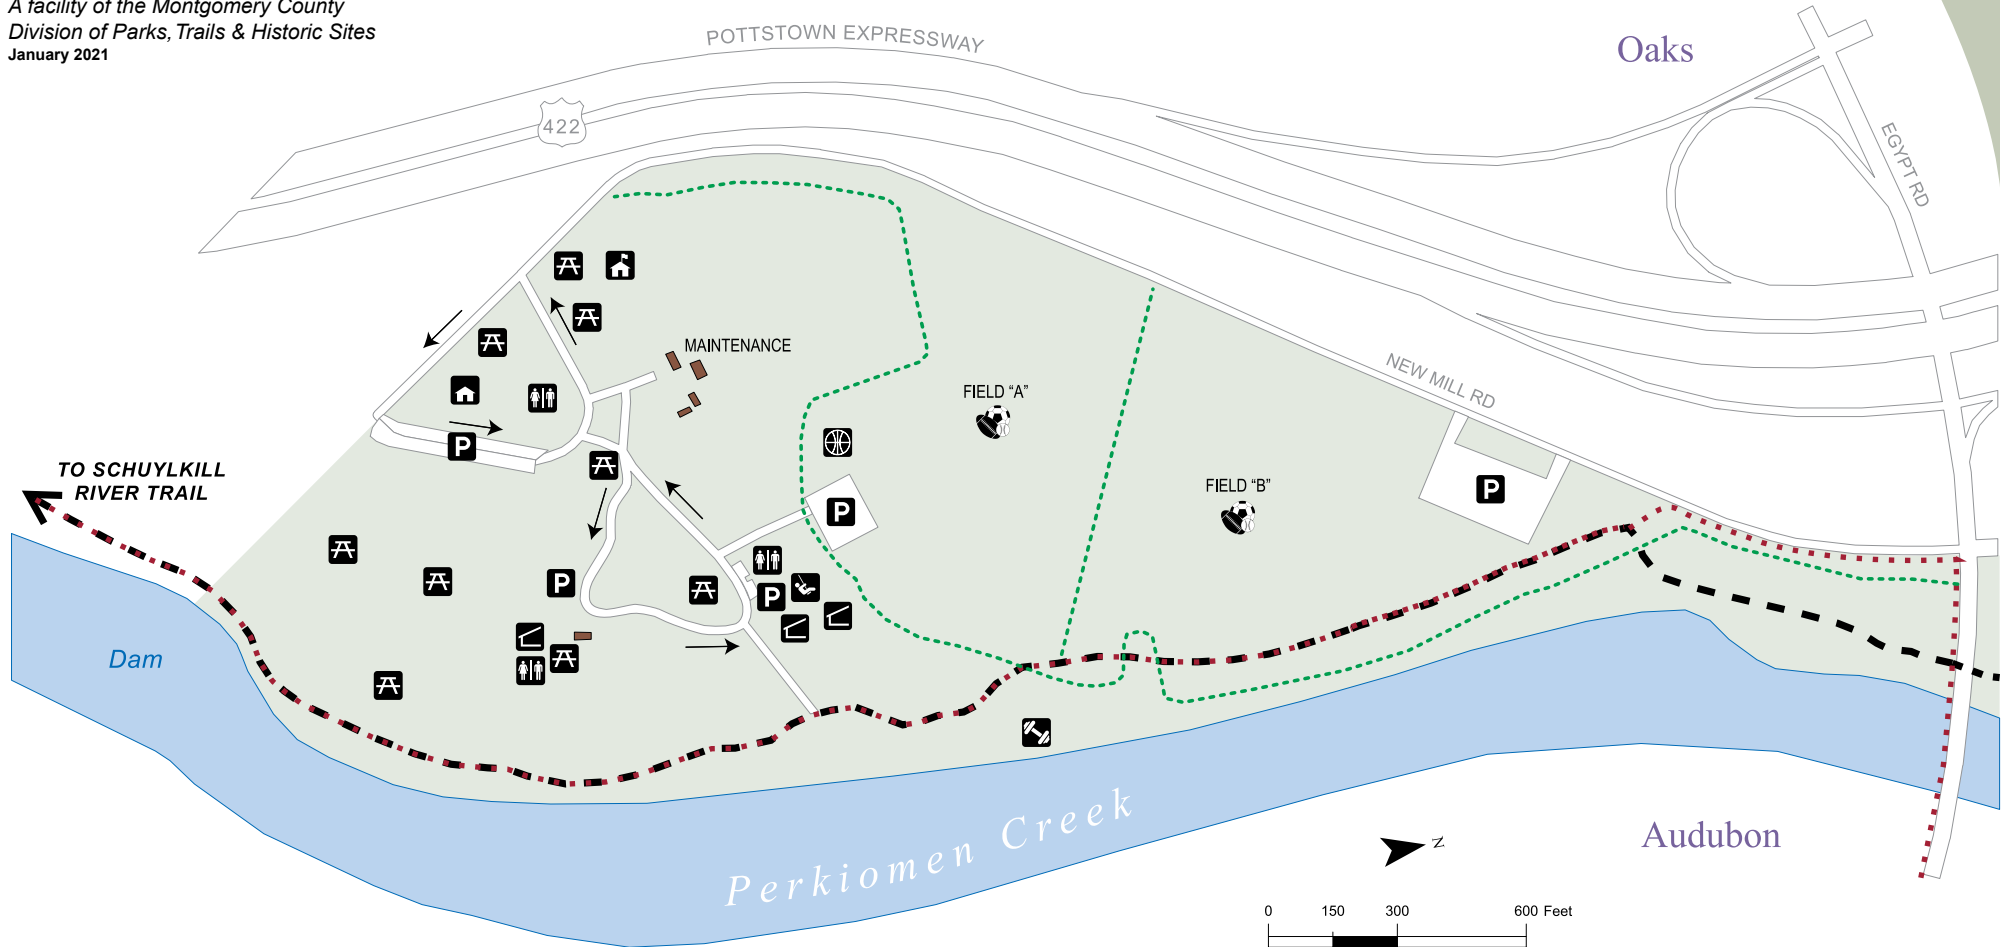 A facility of the Montgomery County
Division of Parks, Trails & Historic Sites
January 2021
POTTSTOWN EXPRESSWAY
Oaks
422
EGYPT RD
MAINTENANCE
NEW MILL RD
FIELD “A”
P
TO SCHUYLKILL
RIVER TRAIL
FIELD “B”
P
P
P
P
Dam
Perkiomen Creek
Audubon
N
0 150 300 600 Feet